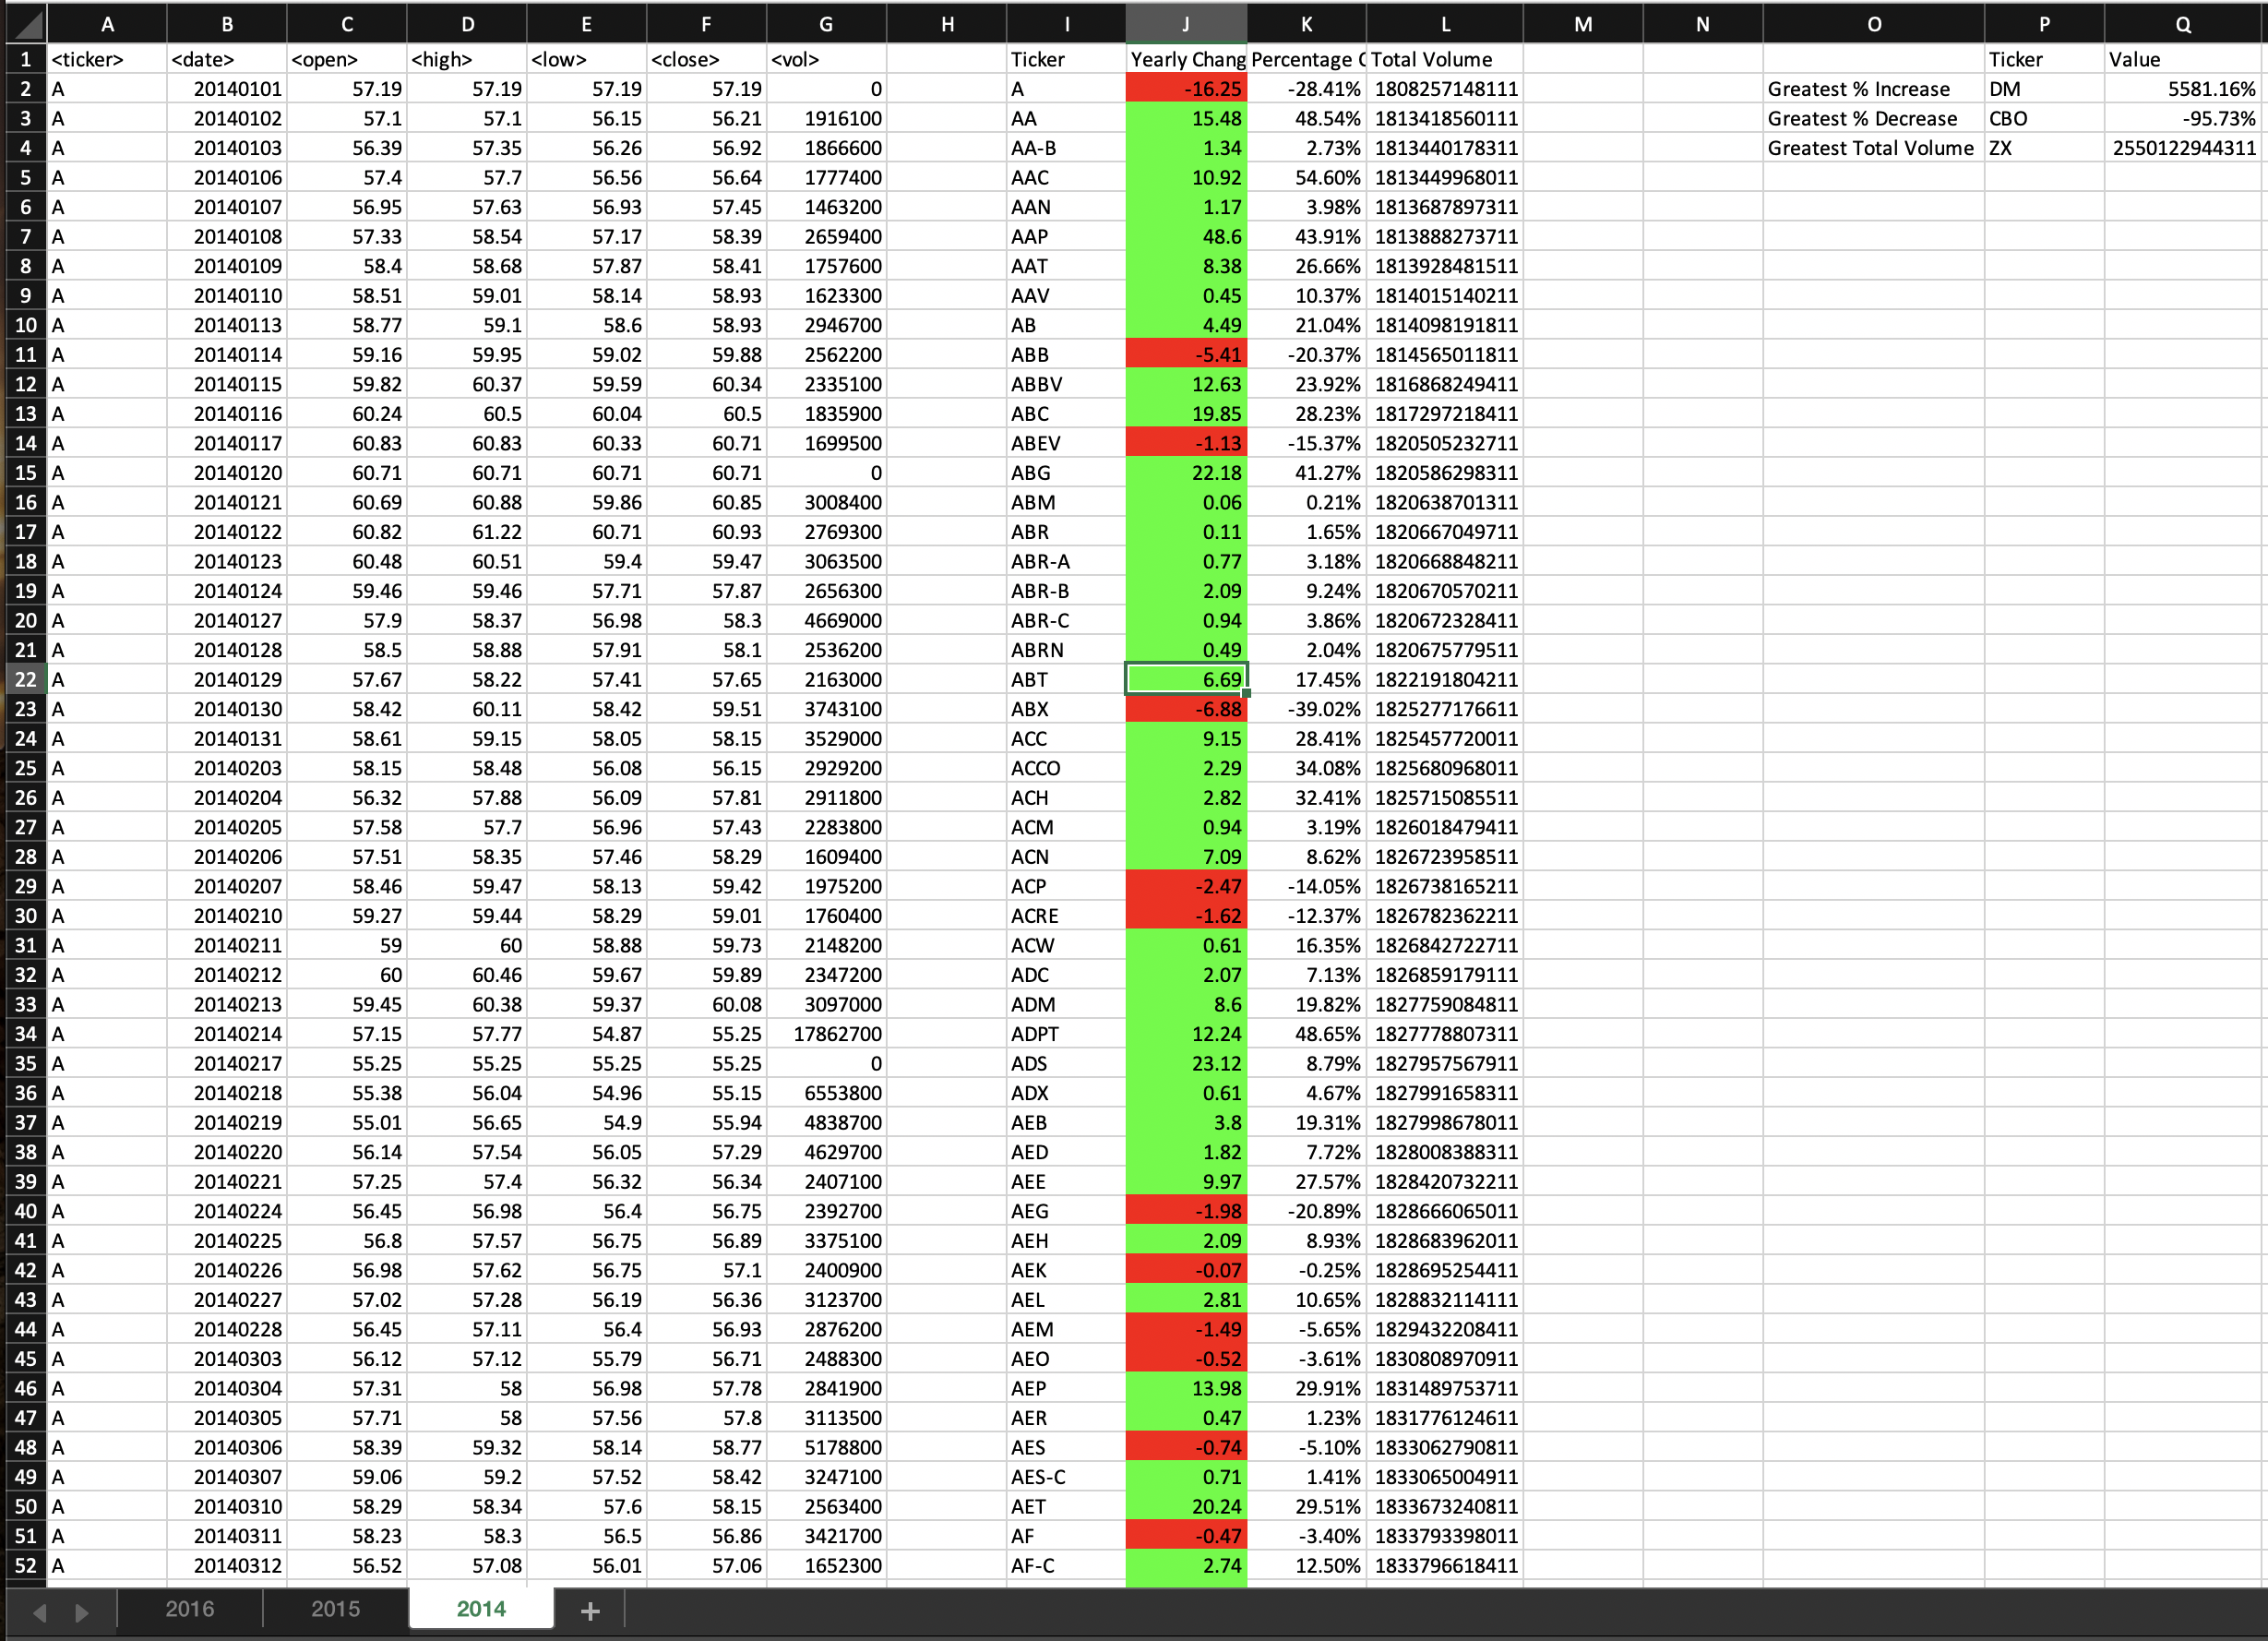 A B C D E F G H I J K L M N O P Q
1 <ticker> <date> <open> <high> <low> <close> <vol> Ticker Yearly Chang Percentage C Total Volume Ticker Value
2 A 20140101 57.19 57.19 57.19 57.19 0 A -16.25 -28.41% 1808257148111 Greatest % Increase DM 5581.16%
3 A 20140102 57.1 57.1 56.15 56.21 1916100 AA 15.48 48.54% 1813418560111 Greatest % Decrease CBO -95.73%
4 A 20140103 56.39 57.35 56.26 56.92 1866600 AA-B 1.34 2.73% 1813440178311 Greatest Total Volume ZX 2550122944311
5 A 20140106 57.4 57.7 56.56 56.64 1777400 AAC 10.92 54.60% 1813449968011
6 A 20140107 56.95 57.63 56.93 57.45 1463200 AAN 1.17 3.98% 1813687897311
7 A 20140108 57.33 58.54 57.17 58.39 2659400 AAP 48.6 43.91% 1813888273711
8 A 20140109 58.4 58.68 57.87 58.41 1757600 AAT 8.38 26.66% 1813928481511
9 A 20140110 58.51 59.01 58.14 58.93 1623300 AAV 0.45 10.37% 1814015140211
10 A 20140113 58.77 59.1 58.6 58.93 2946700 AB 4.49 21.04% 1814098191811
11 A 20140114 59.16 59.95 59.02 59.88 2562200 ABB -5.41 -20.37% 1814565011811
12 A 20140115 59.82 60.37 59.59 60.34 2335100 ABBV 12.63 23.92% 1816868249411
13 A 20140116 60.24 60.5 60.04 60.5 1835900 ABC 19.85 28.23% 1817297218411
14 A 20140117 60.83 60.83 60.33 60.71 1699500 ABEV -1.13 -15.37% 1820505232711
15 A 20140120 60.71 60.71 60.71 60.71 0 ABG 22.18 41.27% 1820586298311
16 A 20140121 60.69 60.88 59.86 60.85 3008400 ABM 0.06 0.21% 1820638701311
17 A 20140122 60.82 61.22 60.71 60.93 2769300 ABR 0.11 1.65% 1820667049711
18 A 20140123 60.48 60.51 59.4 59.47 3063500 ABR-A 0.77 3.18% 1820668848211
19 A 20140124 59.46 59.46 57.71 57.87 2656300 ABR-B 2.09 9.24% 1820670570211
20 A 20140127 57.9 58.37 56.98 58.3 4669000 ABR-C 0.94 3.86% 1820672328411
21 A 20140128 58.5 58.88 57.91 58.1 2536200 ABRN 0.49 2.04% 1820675779511
22 A 20140129 57.67 58.22 57.41 57.65 2163000 ABT 6.69 17.45% 1822191804211
23 A 20140130 58.42 60.11 58.42 59.51 3743100 ABX -6.88 -39.02% 1825277176611
24 A 20140131 58.61 59.15 58.05 58.15 3529000 ACC 9.15 28.41% 1825457720011
25 A 20140203 58.15 58.48 56.08 56.15 2929200 ACCO 2.29 34.08% 1825680968011
26 A 20140204 56.32 57.88 56.09 57.81 2911800 ACH 2.82 32.41% 1825715085511
27 A 20140205 57.58 57.7 56.96 57.43 2283800 ACM 0.94 3.19% 1826018479411
28 A 20140206 57.51 58.35 57.46 58.29 1609400 ACN 7.09 8.62% 1826723958511
29 A 20140207 58.46 59.47 58.13 59.42 1975200 ACP -2.47 -14.05% 1826738165211
30 A 20140210 59.27 59.44 58.29 59.01 1760400 ACRE -1.62 -12.37% 1826782362211
31 A 20140211 59 60 58.88 59.73 2148200 ACW 0.61 16.35% 1826842722711
32 A 20140212 60 60.46 59.67 59.89 2347200 ADC 2.07 7.13% 1826859179111
33 A 20140213 59.45 60.38 59.37 60.08 3097000 ADM 8.6 19.82% 1827759084811
34 A 20140214 57.15 57.77 54.87 55.25 17862700 ADPT 12.24 48.65% 1827778807311
35 A 20140217 55.25 55.25 55.25 55.25 0 ADS 23.12 8.79% 1827957567911
36 A 20140218 55.38 56.04 54.96 55.15 6553800 ADX 0.61 4.67% 1827991658311
37 A 20140219 55.01 56.65 54.9 55.94 4838700 AEB 3.8 19.31% 1827998678011
38 A 20140220 56.14 57.54 56.05 57.29 4629700 AED 1.82 7.72% 1828008388311
39 A 20140221 57.25 57.4 56.32 56.34 2407100 AEE 9.97 27.57% 1828420732211
40 A 20140224 56.45 56.98 56.4 56.75 2392700 AEG -1.98 -20.89% 1828666065011
41 A 20140225 56.8 57.57 56.75 56.89 3375100 AEH 2.09 8.93% 1828683962011
42 A 20140226 56.98 57.62 56.75 57.1 2400900 AEK -0.07 -0.25% 1828695254411
43 A 20140227 57.02 57.28 56.19 56.36 3123700 AEL 2.81 10.65% 1828832114111
44 A 20140228 56.45 57.11 56.4 56.93 2876200 AEM -1.49 -5.65% 1829432208411
45 A 20140303 56.12 57.12 55.79 56.71 2488300 AEO -0.52 -3.61% 1830808970911
46 A 20140304 57.31 58 56.98 57.78 2841900 AEP 13.98 29.91% 1831489753711
47 A 20140305 57.71 58 57.56 57.8 3113500 AER 0.47 1.23% 1831776124611
48 A 20140306 58.39 59.32 58.14 58.77 5178800 AES -0.74 -5.10% 1833062790811
49 A 20140307 59.06 59.2 57.52 58.42 3247100 AES-C 0.71 1.41% 1833065004911
50 A 20140310 58.29 58.34 57.6 58.15 2563400 AET 20.24 29.51% 1833673240811
51 A 20140311 58.23 58.3 56.5 56.86 3421700 AF -0.47 -3.40% 1833793398011
52 A 20140312 56.52 57.08 56.01 57.06 1652300 AF-C 2.74 12.50% 1833796618411
2016 2015 2014 +